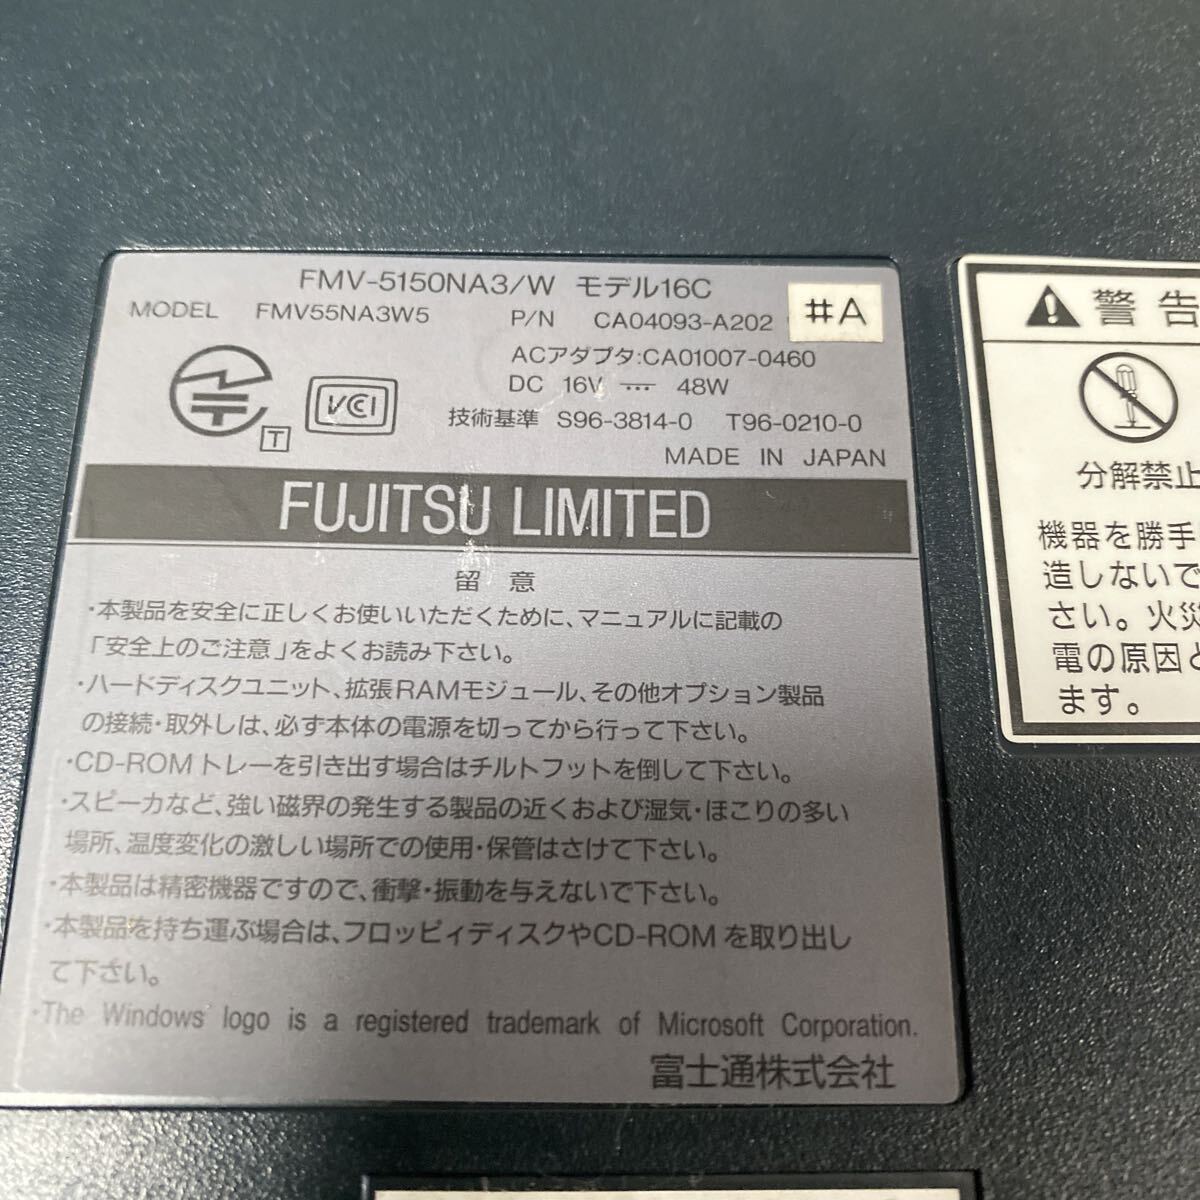 FMV-5150NA3/W モデル16C
MODEL FMV55NA3W5 P/N CA04093-A202
#A
ACアダプタ:CA01007-0460
DC 16V 48W
技術基準 S96-3814-0 T96-0210-0
T
VCCI
MADE IN JAPAN
FUJITSU LIMITED
留意
・本製品を安全に正しくお使いいただくために、マニュアルに記載の
「安全上のご注意」をよくお読み下さい。
・ハードディスクユニット、拡張RAMモジュール、その他オプション製品
の接続・取外しは、必ず本体の電源を切ってから行って下さい。
・CD-ROMトレーを引き出す場合はチルトフットを倒して下さい。
・スピーカなど、強い磁界の発生する製品の近くおよび湿気・ほこりの多い
場所、温度変化の激しい場所での使用・保管はさけて下さい。
・本製品は精密機器ですので、衝撃・振動を与えないで下さい。
・本製品を持ち運ぶ場合は、フロッピィディスクやCD-ROMを取り出し
て下さい。
・The Windows logo is a registered trademark of Microsoft Corporation.
富士通株式会社
警告
分解禁止
機器を勝手
造しないで
さい。火災
電の原因と
ます。